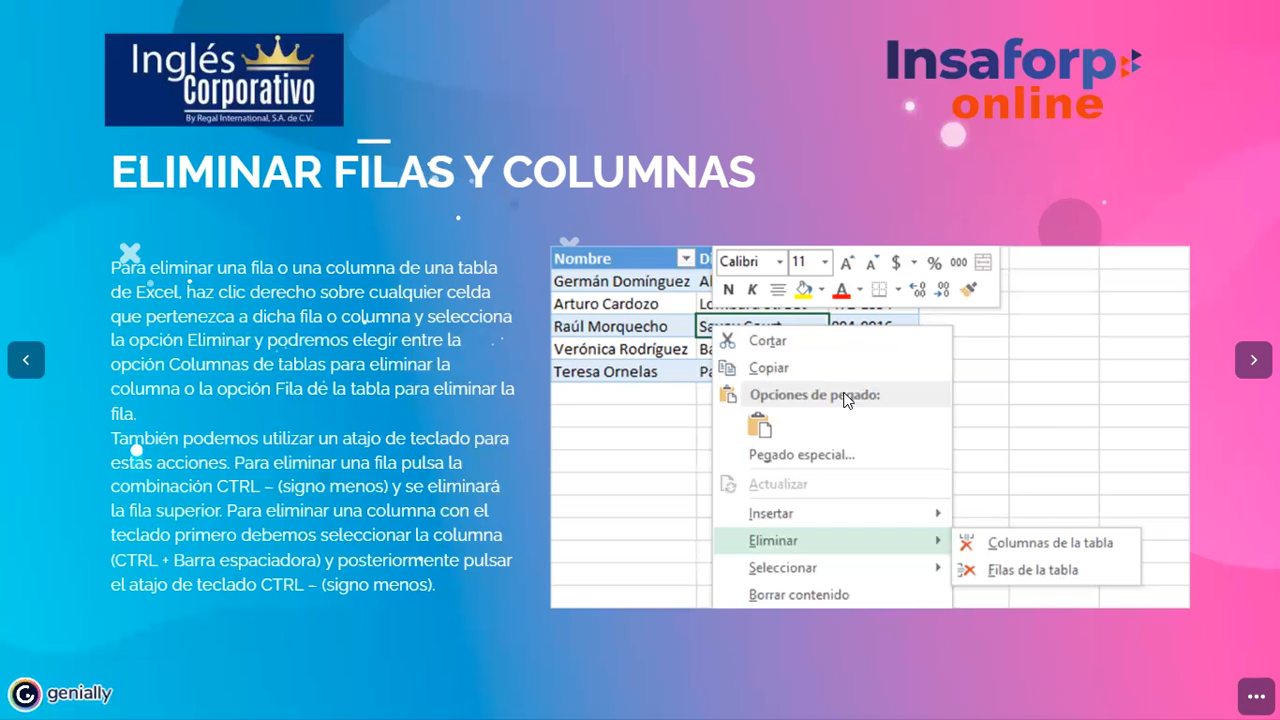 Inglés
Corporativo
By Regal International, S.A. de C.V.
Insaforp
online
ELIMINAR FILAS Y COLUMNAS
Para eliminar una fila o una columna de una tabla
de Excel, haz clic derecho sobre cualquier celda
que pertenezca a dicha fila o columna y selecciona
la opción Eliminar y podremos elegir entre la
opción Columnas de tablas para eliminar la
columna o la opción Fila de la tabla para eliminar la
fila.
También podemos utilizar un atajo de teclado para
estas acciones. Para eliminar una fila pulsa la
combinación CTRL – (signo menos) y se eliminará
la fila superior. Para eliminar una columna con el
teclado primero debemos seleccionar la columna
(CTRL + Barra espaciadora) y posteriormente pulsar
el atajo de teclado CTRL – (signo menos).
Nombre
Germán Domínguez
Arturo Cardozo
Raúl Morquecho
Verónica Rodríguez
Teresa Ornelas
Calibri 11 A A $ % 000
N K A
Cortar
Copiar
Opciones de pegado:
Pegado especial...
Actualizar
Insertar
Eliminar
Seleccionar
Borrar contenido
Columnas de la tabla
Filas de la tabla
genially